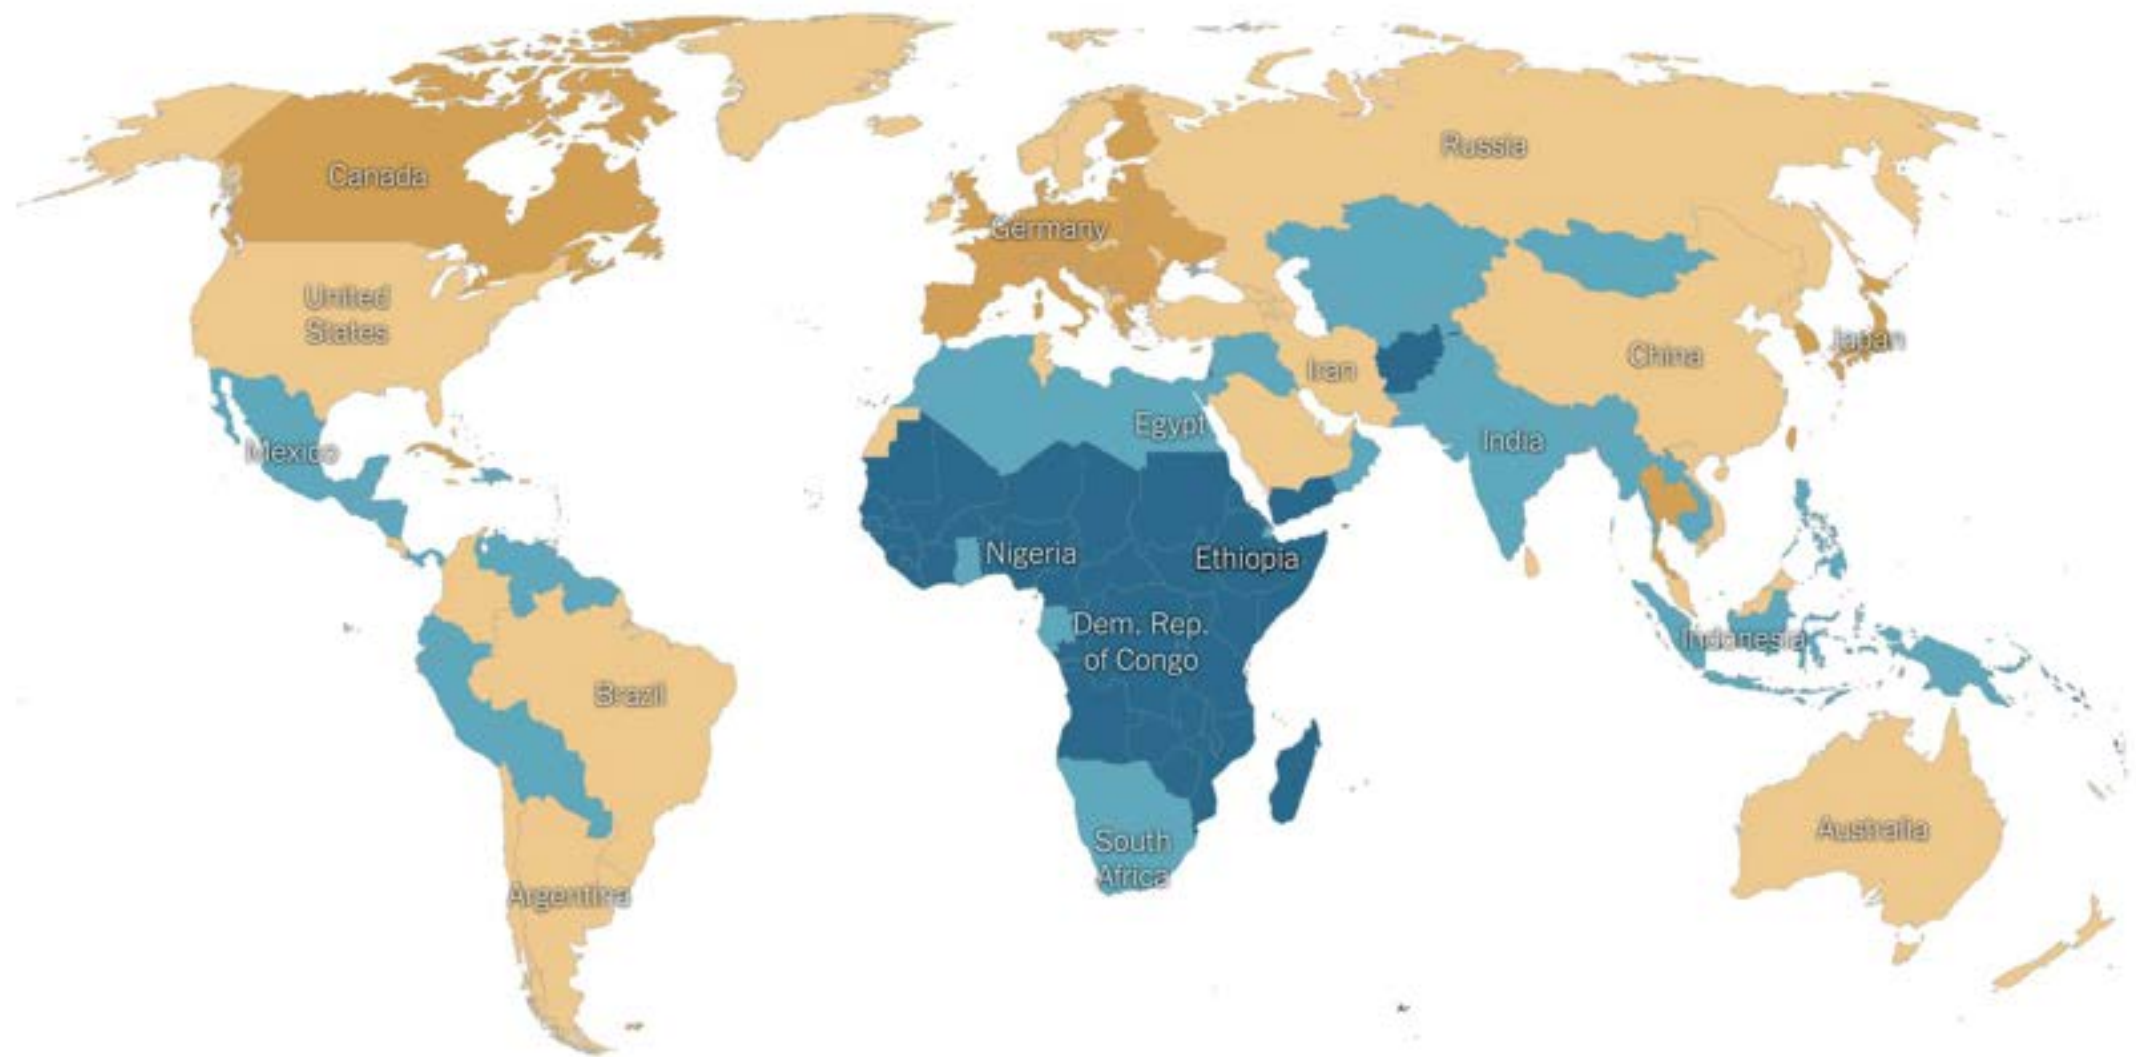 Russia
Canada
Germany
United
States
Japan
China
Iran
Egypt
India
Mexico
Nigeria
Ethiopia
Dem. Rep.
of Congo
Indonesia
Brazil
Australia
South
Africa
Argentina